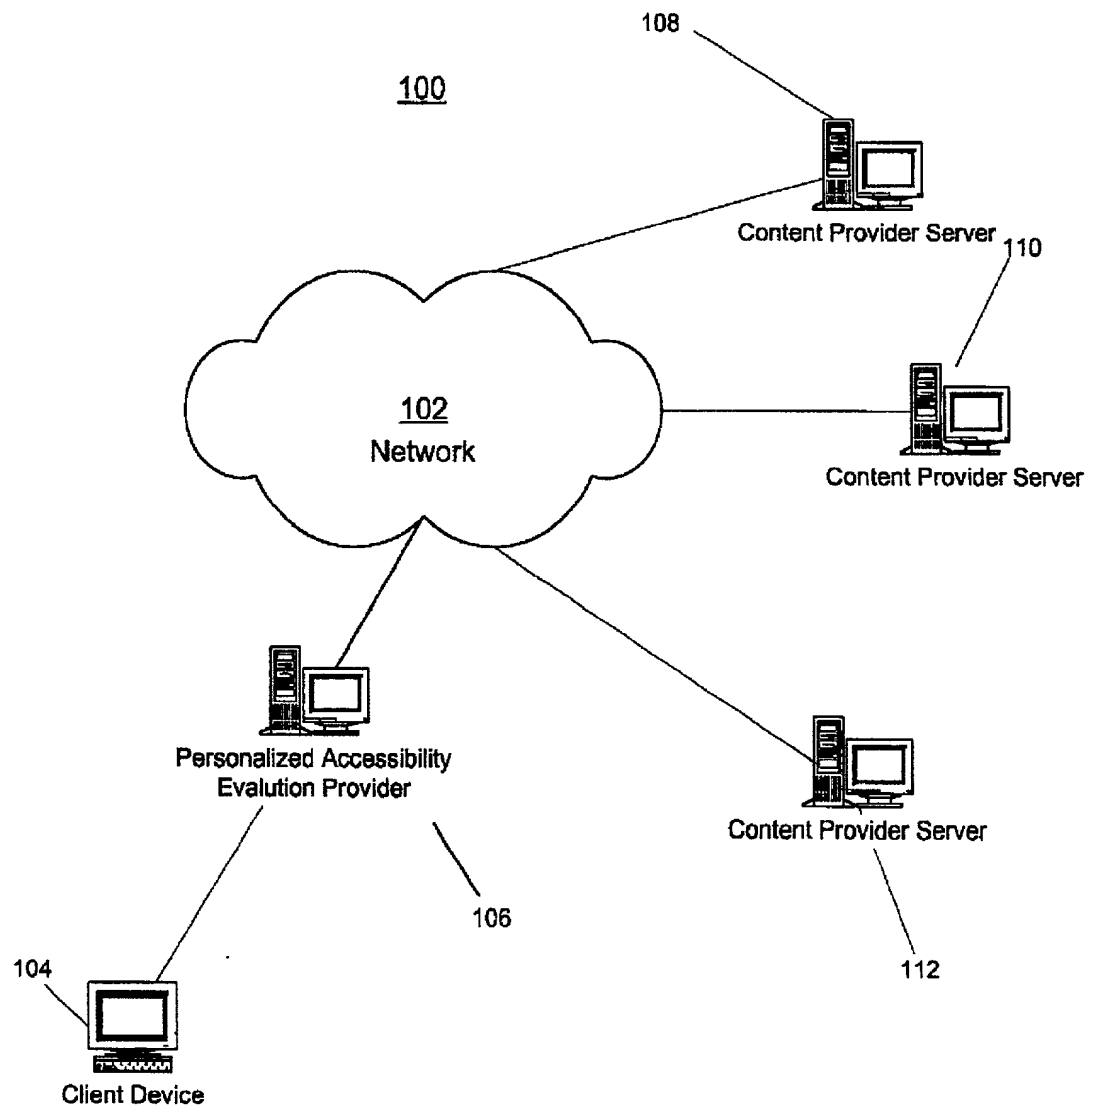 108
100
Content Provider Server
110
102
Network
Content Provider Server
Personalized Accessibility
Evalution Provider
Content Provider Server
106
112
104
Client Device